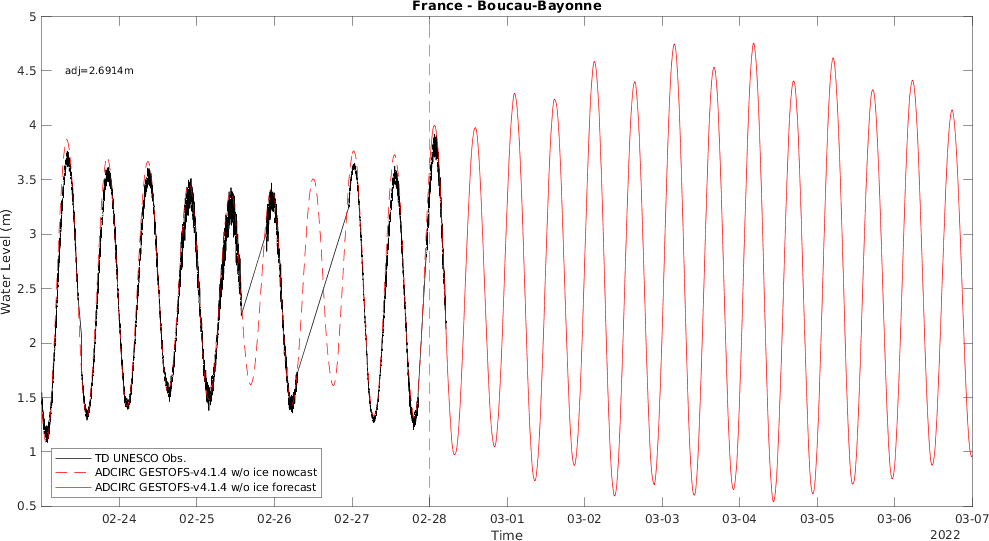 France - Boucau-Bayonne
5
4.5
4
3.5
3
2.5
2
1.5
1
0.5
Water Level (m)
adj=2.6914m
TD UNESCO Obs.
ADCIRC GESTOFS-v4.1.4 w/o ice nowcast
ADCIRC GESTOFS-v4.1.4 w/o ice forecast
02-24 02-25 02-26 02-27 02-28 03-01 03-02 03-03 03-04 03-05 03-06 03-07
Time
2022